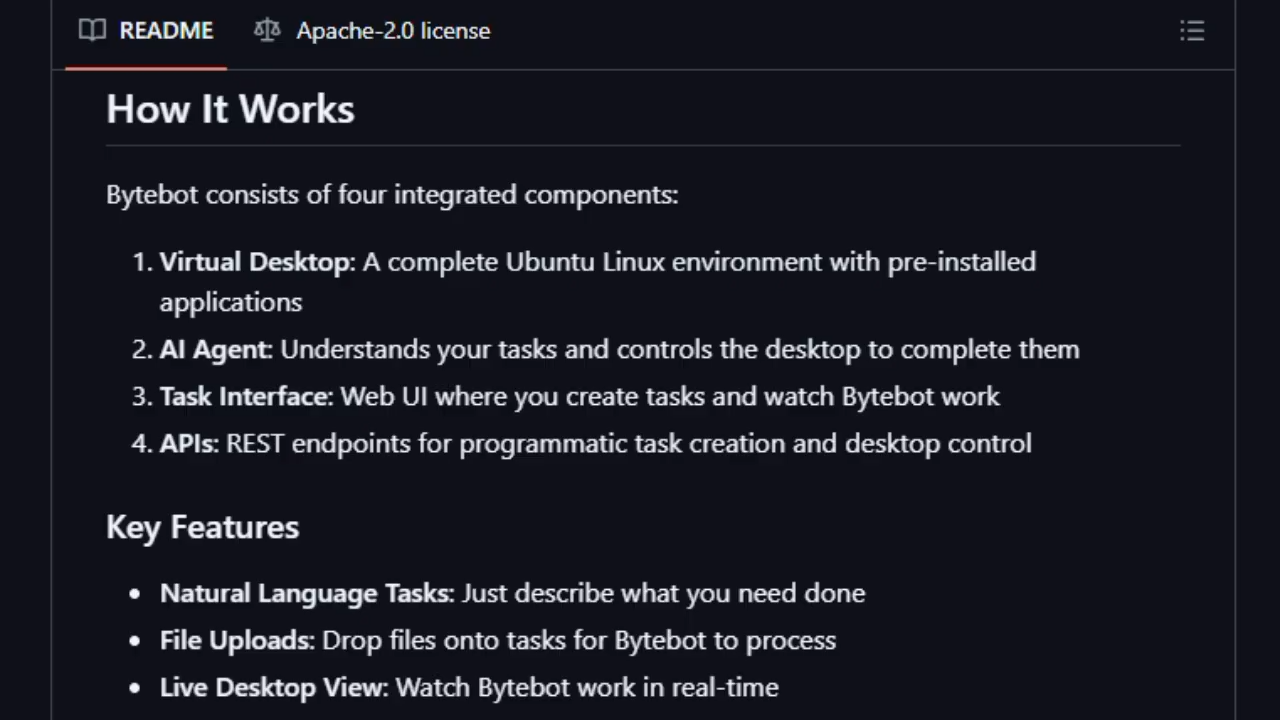 README Apache-2.0 license
How It Works
Bytebot consists of four integrated components:
1. Virtual Desktop: A complete Ubuntu Linux environment with pre-installed
applications
2. AI Agent: Understands your tasks and controls the desktop to complete them
3. Task Interface: Web UI where you create tasks and watch Bytebot work
4. APIs: REST endpoints for programmatic task creation and desktop control
Key Features
• Natural Language Tasks: Just describe what you need done
• File Uploads: Drop files onto tasks for Bytebot to process
• Live Desktop View: Watch Bytebot work in real-time